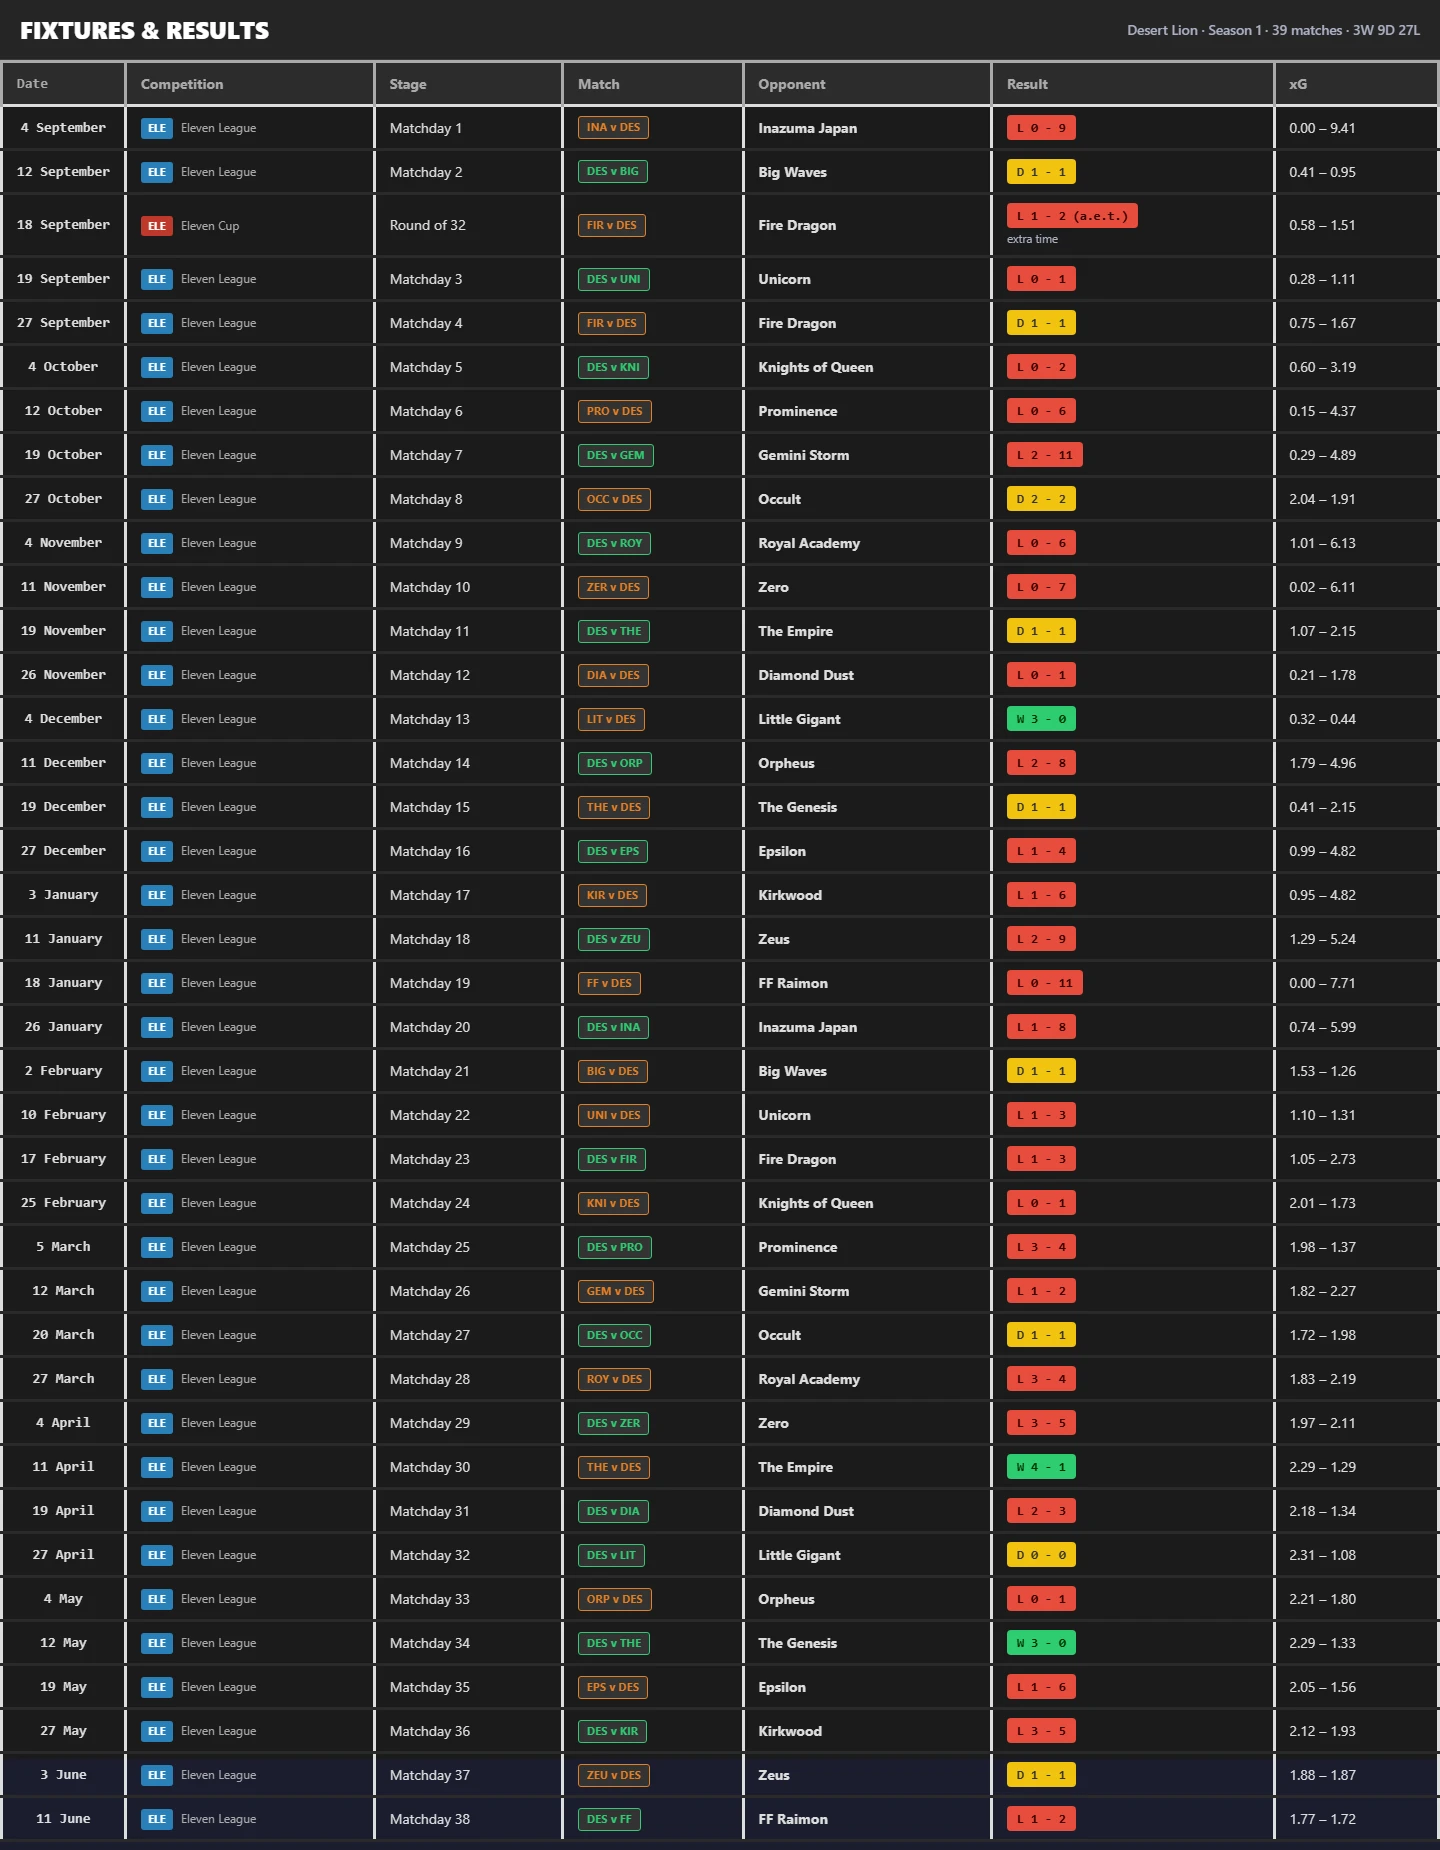 FIXTURES & RESULTS
Desert Lion · Season 1 · 39 matches · 3W 9D 27L
Date Competition Stage Match Opponent Result xG
4 September ELE Eleven League Matchday 1 INA v DES Inazuma Japan L 0 - 9 0.00 – 9.41
12 September ELE Eleven League Matchday 2 DES v BIG Big Waves D 1 - 1 0.41 – 0.95
18 September ELE Eleven Cup Round of 32 FIR v DES Fire Dragon L 1 - 2 (a.e.t.) 0.58 – 1.51
extra time
19 September ELE Eleven League Matchday 3 DES v UNI Unicorn L 0 - 1 0.28 – 1.11
27 September ELE Eleven League Matchday 4 FIR v DES Fire Dragon D 1 - 1 0.75 – 1.67
4 October ELE Eleven League Matchday 5 DES v KNI Knights of Queen L 0 - 2 0.60 – 3.19
12 October ELE Eleven League Matchday 6 PRO v DES Prominence L 0 - 6 0.15 – 4.37
19 October ELE Eleven League Matchday 7 DES v GEM Gemini Storm L 2 - 11 0.29 – 4.89
27 October ELE Eleven League Matchday 8 OCC v DES Occult D 2 - 2 2.04 – 1.91
4 November ELE Eleven League Matchday 9 DES v ROY Royal Academy L 0 - 6 1.01 – 6.13
11 November ELE Eleven League Matchday 10 ZER v DES Zero L 0 - 7 0.02 – 6.11
19 November ELE Eleven League Matchday 11 DES v THE The Empire D 1 - 1 1.07 – 2.15
26 November ELE Eleven League Matchday 12 DIA v DES Diamond Dust L 0 - 1 0.21 – 1.78
4 December ELE Eleven League Matchday 13 LIT v DES Little Gigant W 3 - 0 0.32 – 0.44
11 December ELE Eleven League Matchday 14 DES v ORP Orpheus L 2 - 8 1.79 – 4.96
19 December ELE Eleven League Matchday 15 THE v DES The Genesis D 1 - 1 0.41 – 2.15
27 December ELE Eleven League Matchday 16 DES v EPS Epsilon L 1 - 4 0.99 – 4.82
3 January ELE Eleven League Matchday 17 KIR v DES Kirkwood L 1 - 6 0.95 – 4.82
11 January ELE Eleven League Matchday 18 DES v ZEU Zeus L 2 - 9 1.29 – 5.24
18 January ELE Eleven League Matchday 19 FF v DES FF Raimon L 0 - 11 0.00 – 7.71
26 January ELE Eleven League Matchday 20 DES v INA Inazuma Japan L 1 - 8 0.74 – 5.99
2 February ELE Eleven League Matchday 21 BIG v DES Big Waves D 1 - 1 1.53 – 1.26
10 February ELE Eleven League Matchday 22 UNI v DES Unicorn L 1 - 3 1.10 – 1.31
17 February ELE Eleven League Matchday 23 DES v FIR Fire Dragon L 1 - 3 1.05 – 2.73
25 February ELE Eleven League Matchday 24 KNI v DES Knights of Queen L 0 - 1 2.01 – 1.73
5 March ELE Eleven League Matchday 25 DES v PRO Prominence L 3 - 4 1.98 – 1.37
12 March ELE Eleven League Matchday 26 GEM v DES Gemini Storm L 1 - 2 1.82 – 2.27
20 March ELE Eleven League Matchday 27 DES v OCC Occult D 1 - 1 1.72 – 1.98
27 March ELE Eleven League Matchday 28 ROY v DES Royal Academy L 3 - 4 1.83 – 2.19
4 April ELE Eleven League Matchday 29 DES v ZER Zero L 3 - 5 1.97 – 2.11
11 April ELE Eleven League Matchday 30 THE v DES The Empire W 4 - 1 2.29 – 1.29
19 April ELE Eleven League Matchday 31 DES v DIA Diamond Dust L 2 - 3 2.18 – 1.34
27 April ELE Eleven League Matchday 32 DES v LIT Little Gigant D 0 - 0 2.31 – 1.08
4 May ELE Eleven League Matchday 33 ORP v DES Orpheus L 0 - 1 2.21 – 1.80
12 May ELE Eleven League Matchday 34 DES v THE The Genesis W 3 - 0 2.29 – 1.33
19 May ELE Eleven League Matchday 35 EPS v DES Epsilon L 1 - 6 2.05 – 1.56
27 May ELE Eleven League Matchday 36 DES v KIR Kirkwood L 3 - 5 2.12 – 1.93
3 June ELE Eleven League Matchday 37 ZEU v DES Zeus D 1 - 1 1.88 – 1.87
11 June ELE Eleven League Matchday 38 DES v FF FF Raimon L 1 - 2 1.77 – 1.72